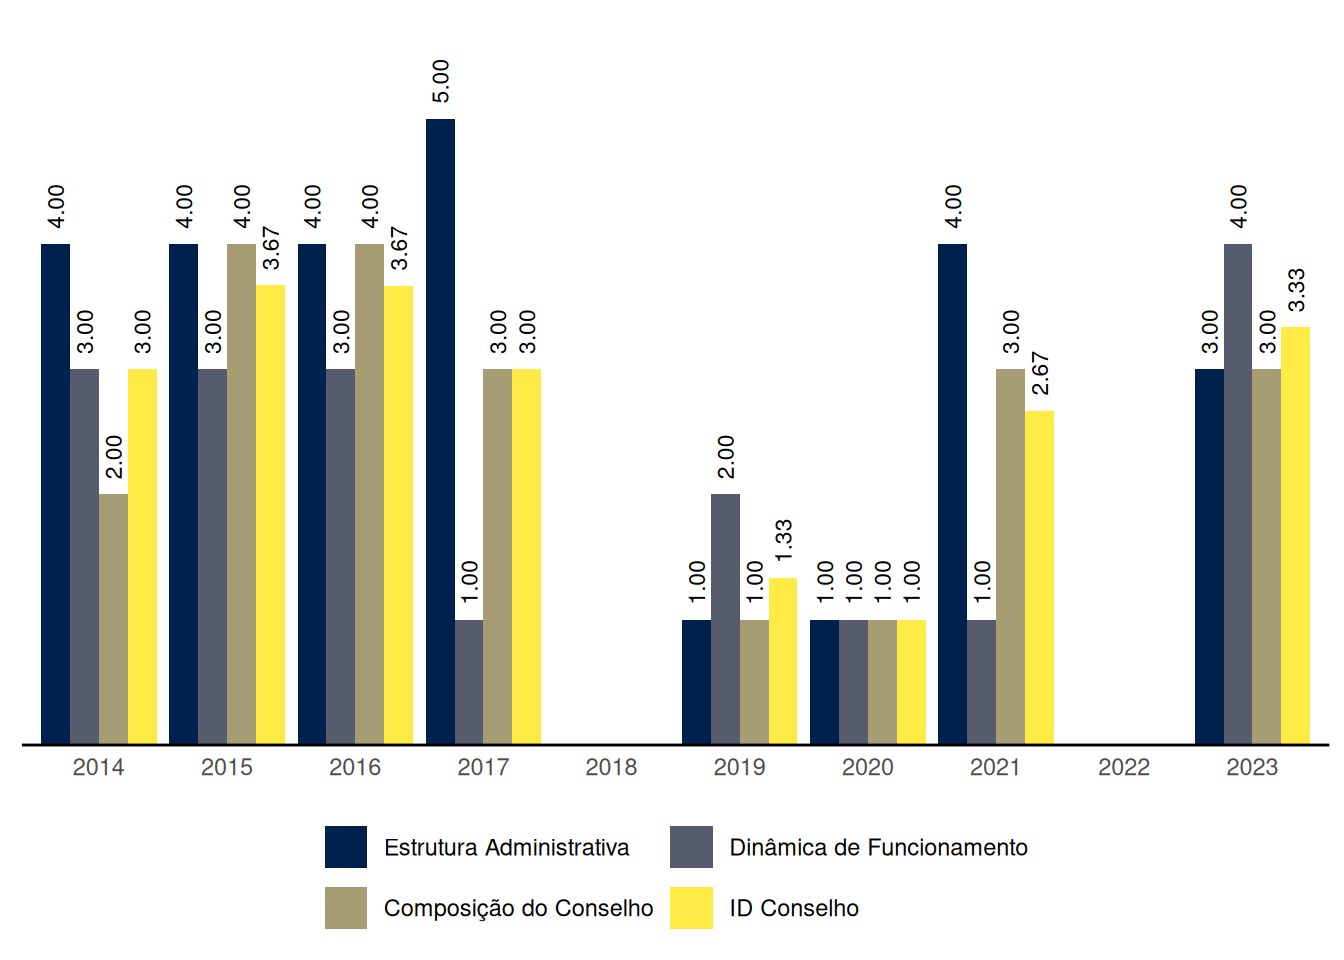 5.00
4.00 4.00 4.00 4.00 4.00 4.00 4.00
3.67 3.67
3.33
3.00 3.00 3.00 3.00 3.00 3.00 3.00 3.00 3.00
2.67
2.00 2.00
1.33
1.00 1.00 1.00 1.00 1.00 1.00 1.00 1.00
2014 2015 2016 2017 2018 2019 2020 2021 2022 2023
Estrutura Administrativa Dinâmica de Funcionamento
Composição do Conselho ID Conselho